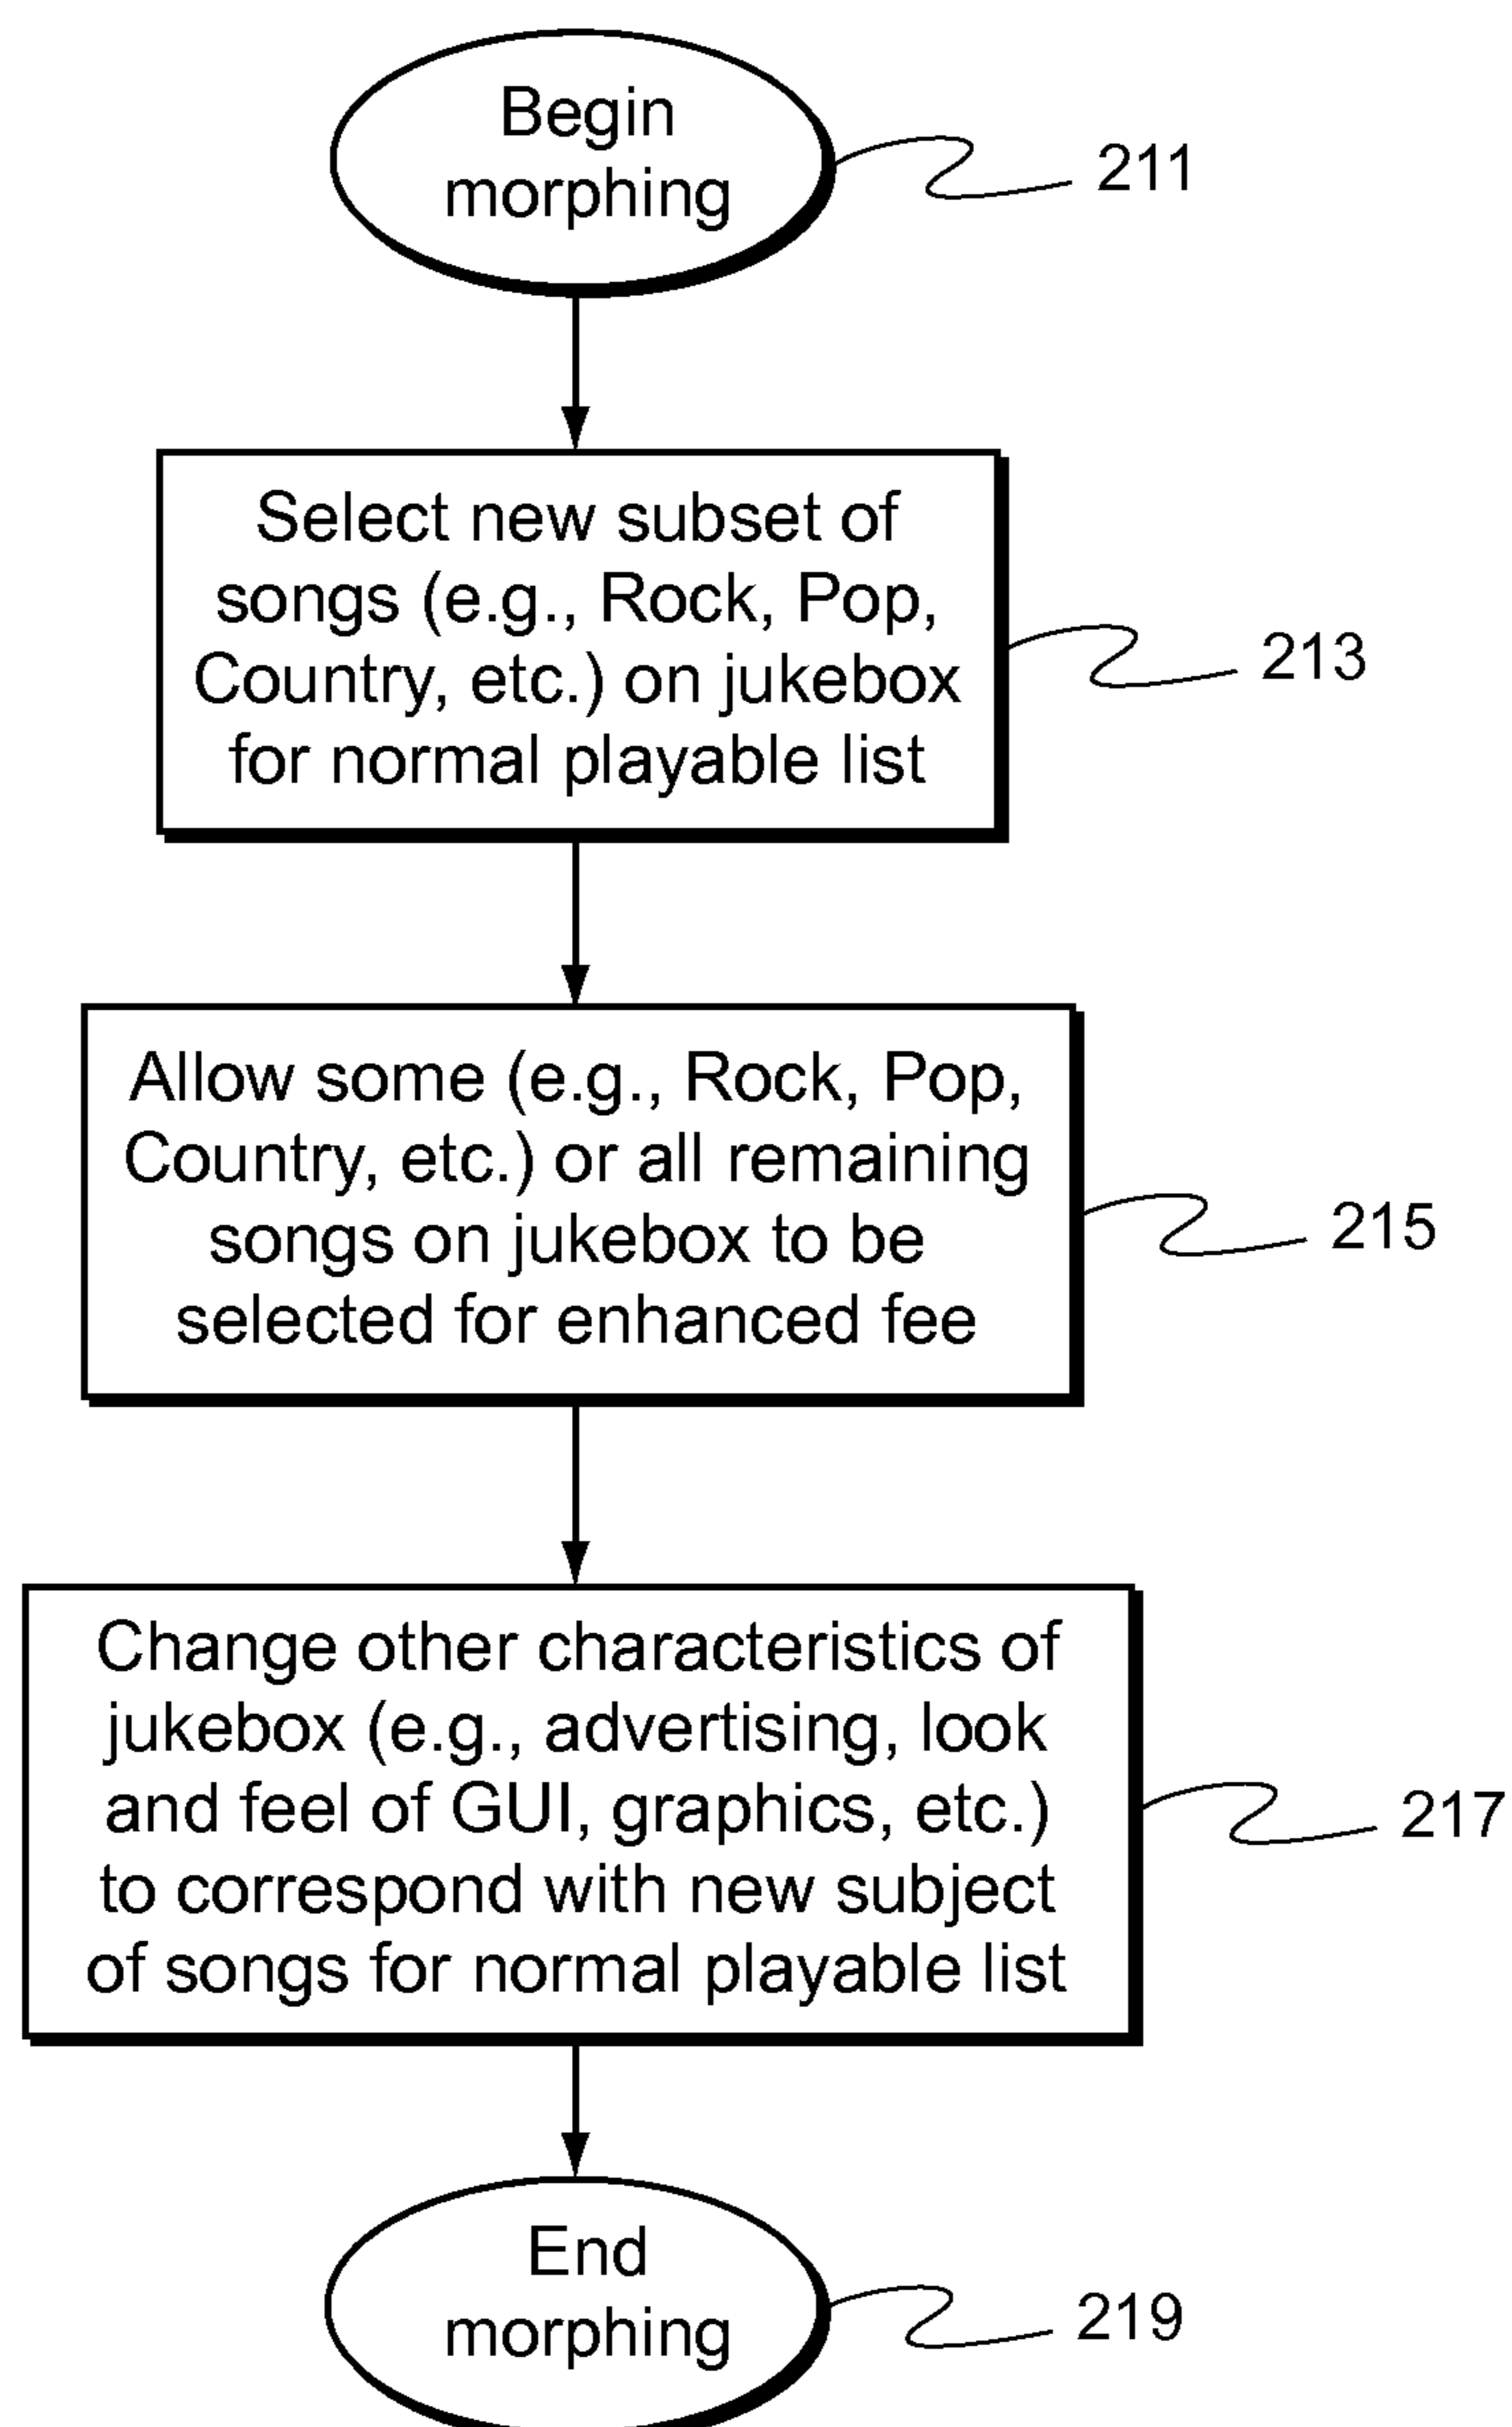 Begin
morphing
211
Select new subset of
songs (e.g., Rock, Pop,
Country, etc.) on jukebox
for normal playable list
213
Allow some (e.g., Rock, Pop,
Country, etc.) or all remaining
songs on jukebox to be
selected for enhanced fee
215
Change other characteristics of
jukebox (e.g., advertising, look
and feel of GUI, graphics, etc.)
to correspond with new subject
of songs for normal playable list
217
End
morphing
219